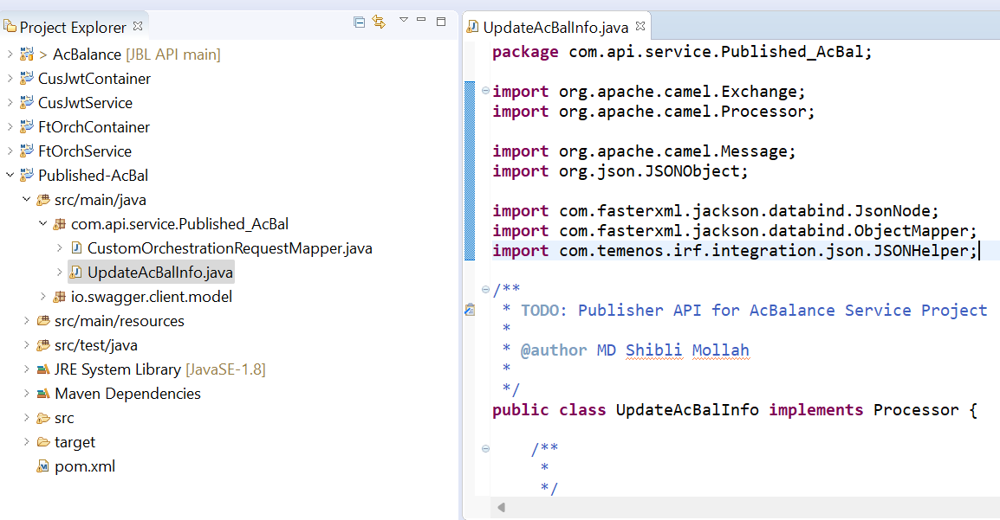 Project Explorer
> AcBalance [JBL API main]
CusJwtContainer
CusJwtService
FtOrchContainer
FtOrchService
Published-AcBal
src/main/java
com.api.service.Published_AcBal
CustomOrchestrationRequestMapper.java
UpdateAcBalInfo.java
io.swagger.client.model
src/main/resources
src/test/java
JRE System Library [JavaSE-1.8]
Maven Dependencies
src
target
pom.xml
UpdateAcBalInfo.java
package com.api.service.Published_AcBal;
import org.apache.camel.Exchange;
import org.apache.camel.Processor;
import org.apache.camel.Message;
import org.json.JSONObject;
import com.fasterxml.jackson.databind.JsonNode;
import com.fasterxml.jackson.databind.ObjectMapper;
import com.temenos.irf.integration.json.JSONHelper;
/**
* TODO: Publisher API for AcBalance Service Project
*
* @author MD Shibli Mollah
*
*/
public class UpdateAcBalInfo implements Processor {
/**
*
*/